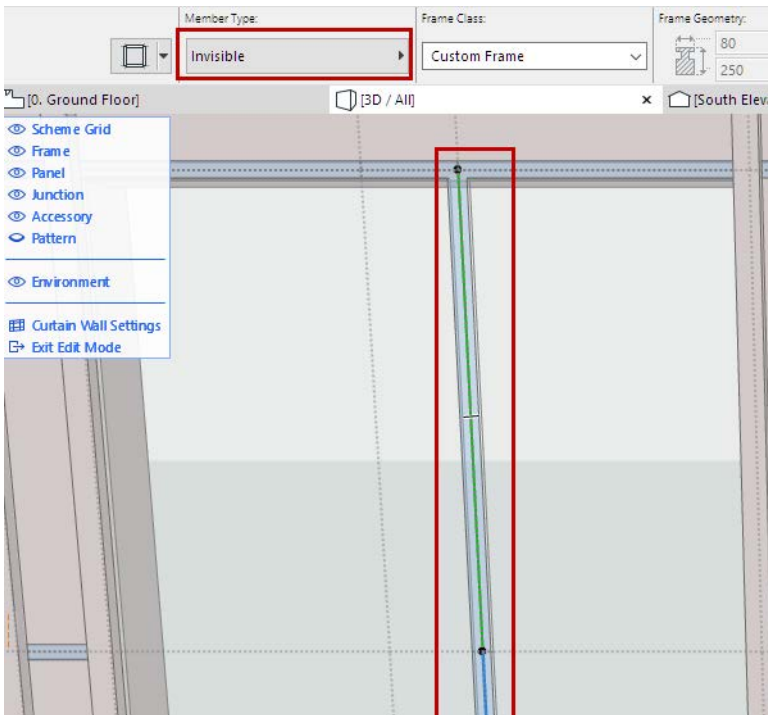 Member Type:
Frame Class:
Frame Geometry:
Invisible
Custom Frame
80
250
[0. Ground Floor]
[3D / All]
[South Elev
Scheme Grid
Frame
Panel
Junction
Accessory
Pattern
Environment
Curtain Wall Settings
Exit Edit Mode